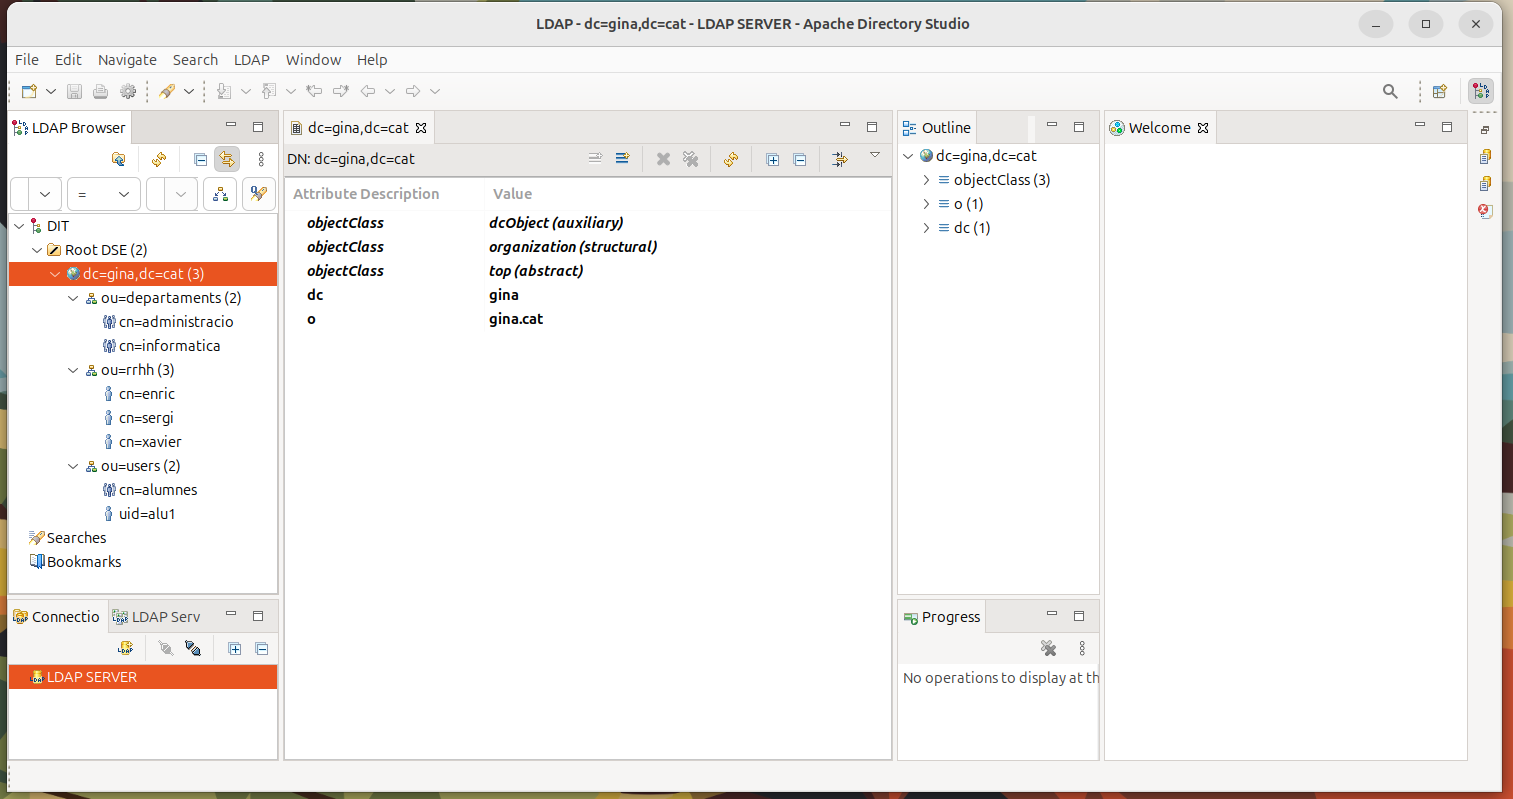 LDAP - dc=gina,dc=cat - LDAP SERVER - Apache Directory Studio
File Edit Navigate Search LDAP Window Help
LDAP Browser
=
DIT
Root DSE (2)
dc=gina,dc=cat (3)
ou=departaments (2)
cn=administracio
cn=informatica
ou=rrhh (3)
cn=enric
cn=sergi
cn=xavier
ou=users (2)
cn=alumnes
uid=alu1
Searches
Bookmarks
Connectio LDAP Serv
LDAP SERVER
dc=gina,dc=cat
DN: dc=gina,dc=cat
Attribute Description Value
objectClass dcObject (auxiliary)
objectClass organization (structural)
objectClass top (abstract)
dc gina
o gina.cat
Outline
dc=gina,dc=cat
objectClass (3)
o (1)
dc (1)
Progress
No operations to display at th
Welcome